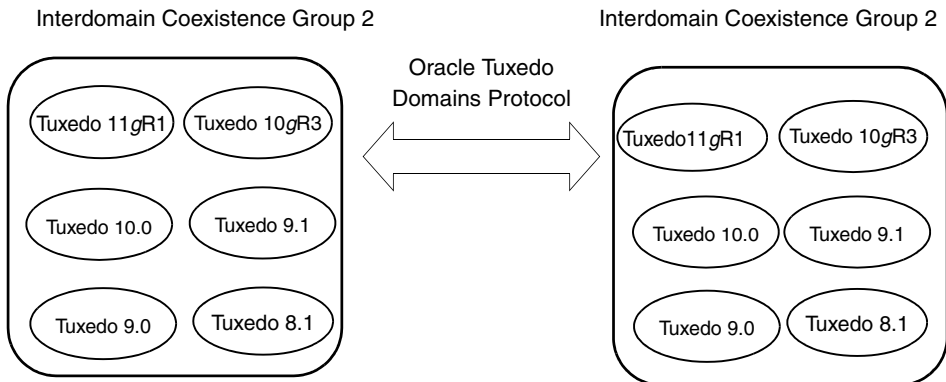 Interdomain Coexistence Group 2
Interdomain Coexistence Group 2
Oracle Tuxedo
Domains Protocol
Tuxedo 11gR1
Tuxedo 10gR3
Tuxedo 10.0
Tuxedo 9.1
Tuxedo 9.0
Tuxedo 8.1
Tuxedo11gR1
Tuxedo 10gR3
Tuxedo 10.0
Tuxedo 9.1
Tuxedo 9.0
Tuxedo 8.1